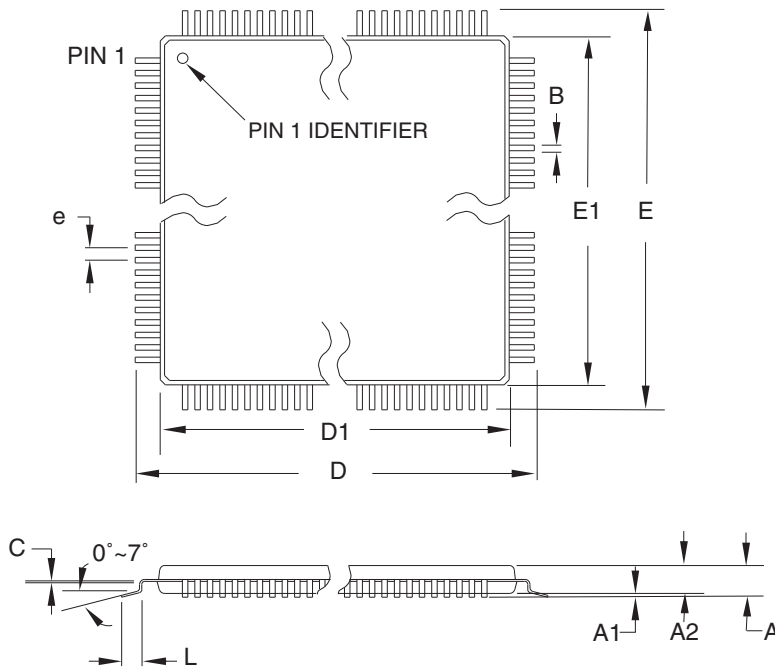 PIN 1
PIN 1 IDENTIFIER
B
e
E1
E
D1
D
C
0°~7°
A1
A2
A
L